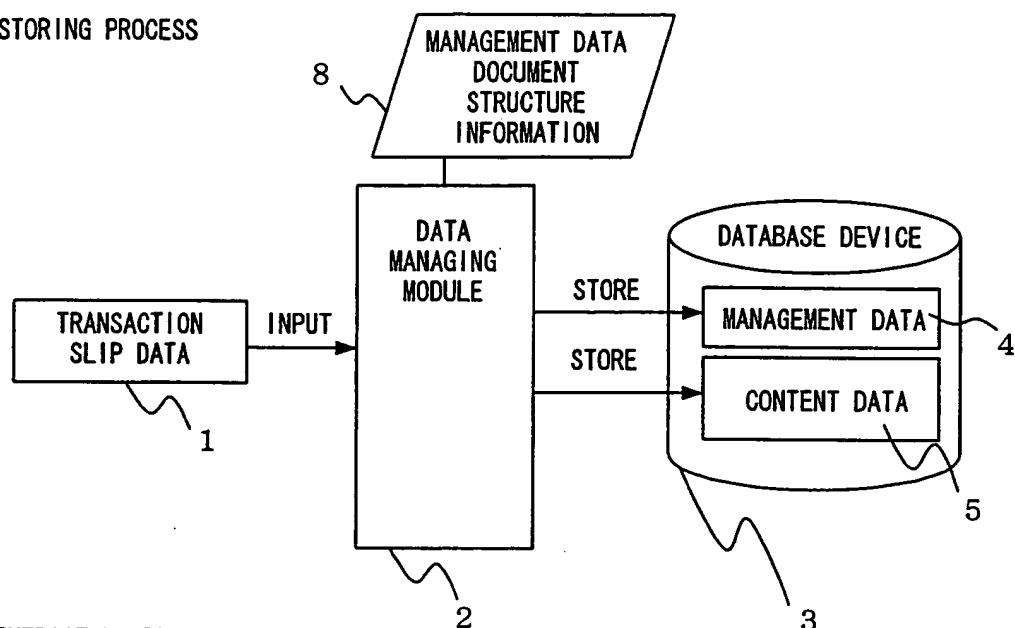 STORING PROCESS
MANAGEMENT DATA
DOCUMENT
STRUCTURE
INFORMATION
8
DATA
MANAGING
MODULE
DATABASE DEVICE
TRANSACTION
SLIP DATA
INPUT
STORE
MANAGEMENT DATA
4
STORE
CONTENT DATA
1
5
2
3